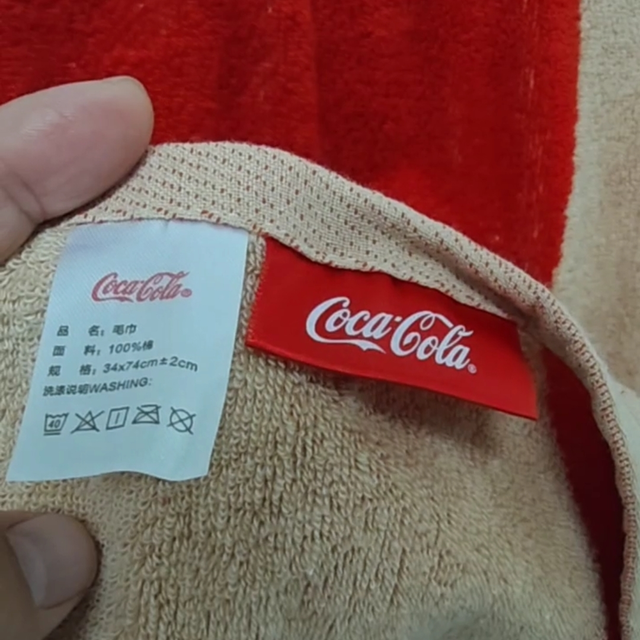 Coca-Cola®
品 名：毛巾
面 料：100%棉
规 格：34x74cm±2cm
洗涤说明WASHING:
40
Coca-Cola®